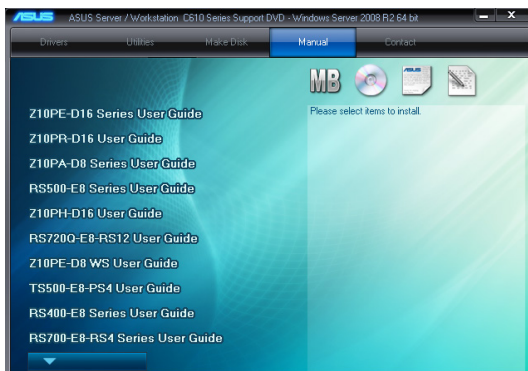 ASUS ASUS Server / Workstation C610 Series Support DVD - Windows Server 2008 R2 64 bit
Drivers Utilities Make Disk Manual Contact
MB
Please select items to install.
Z10PE-D16 Series User Guide
Z10PR-D16 User Guide
Z10PA-D8 Series User Guide
RS500-E8 Series User Guide
Z10PH-D16 User Guide
RS720Q-E8-RS12 User Guide
Z10PE-D8 WS User Guide
TS500-E8-PS4 User Guide
RS400-E8 Series User Guide
RS700-E8-RS4 Series User Guide